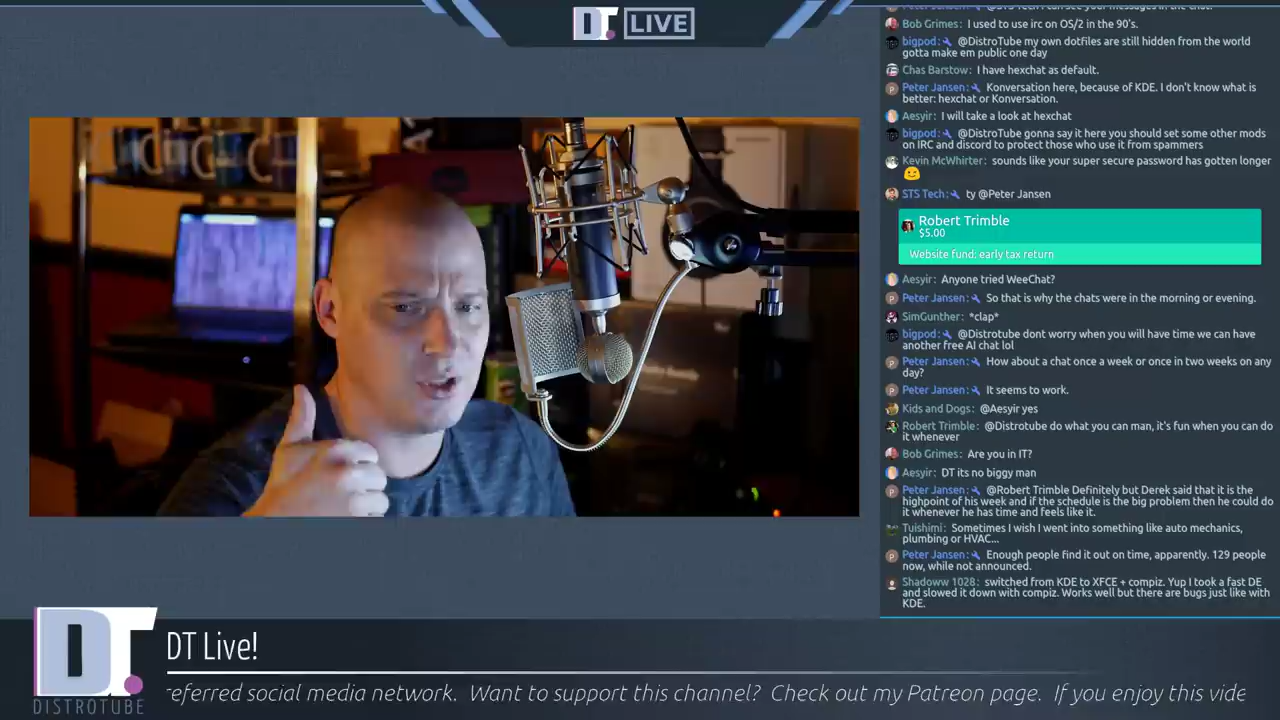 DT. LIVE
Peter Jansen: @STS Tech I can see your messages in the chat.
Bob Grimes: I used to use irc on OS/2 in the 90's.
bigpod: @DistroTube my own dotfiles are still hidden from the world
gotta make em public one day
Chas Barstow: I have hexchat as default.
Peter Jansen: Konversation here, because of KDE. I don't know what is
better: hexchat or Konversation.
Aesyir: I will take a look at hexchat
bigpod: @DistroTube gonna say it here you should set some other mods
on IRC and discord to protect those who use it from spammers
Kevin McWhirter: sounds like your super secure password has gotten longer
STS Tech: ty @Peter Jansen
Robert Trimble
$5.00
Website fund: early tax return
Aesyir: Anyone tried WeeChat?
Peter Jansen: So that is why the chats were in the morning or evening.
SimGunther: *clap*
bigpod: @Distrotube dont worry when you will have time we can have
another free AI chat lol
Peter Jansen: How about a chat once a week or once in two weeks on any
day?
Peter Jansen: It seems to work.
Kids and Dogs: @Aesyir yes
Robert Trimble: @Distrotube do what you can man, it's fun when you can do
it whenever
Bob Grimes: Are you in IT?
Aesyir: DT its no biggy man
Peter Jansen: @Robert Trimble Definitely but Derek said that it is the
highpoint of his week and if the schedule is the big problem then he could do
it whenever he has time and feels like it.
Tuishimi: Sometimes I wish I went into something like auto mechanics,
plumbing or HVAC...
Peter Jansen: Enough people find it out on time, apparently. 129 people
now, while not announced.
Shadoww 1028: switched from KDE to XFCE + compiz. Yup I took a fast DE
and slowed it down with compiz. Works well but there are bugs just like with
KDE.
DT.
DISTROTUBE
DT Live!
eferred social media network. Want to support this channel? Check out my Patreon page. If you enjoy this vide